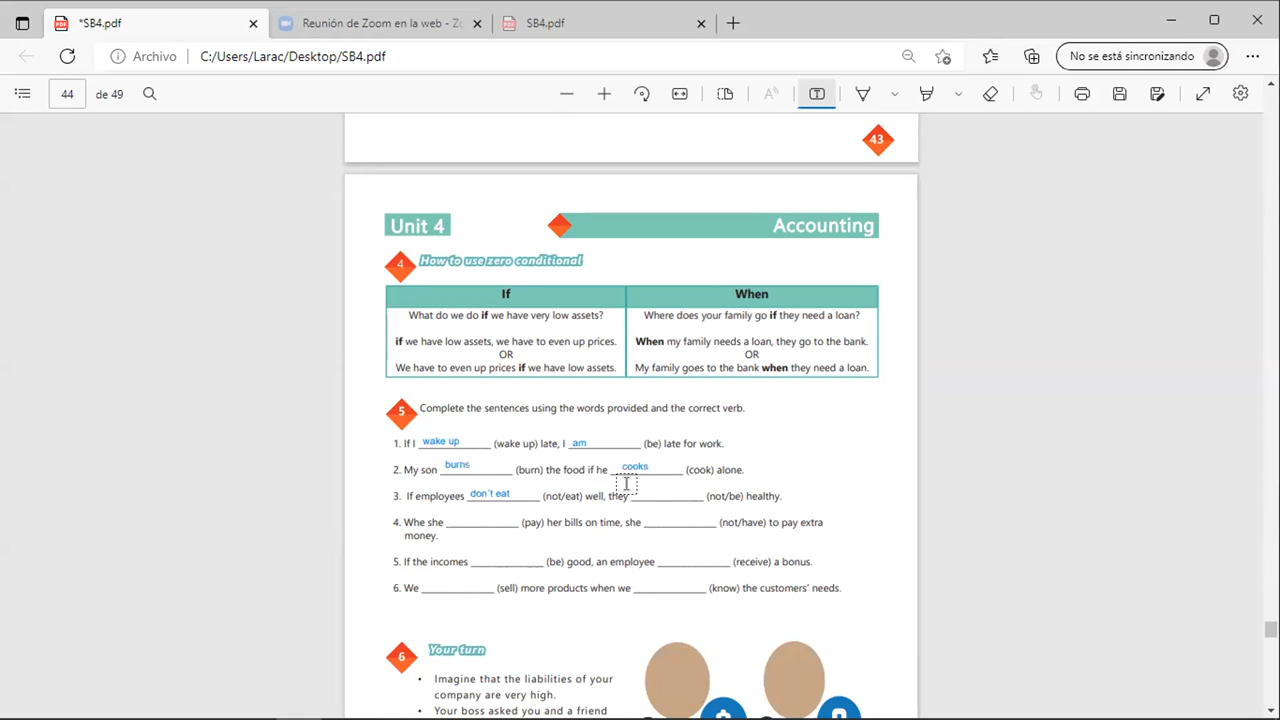 *SB4.pdf
Reunión de Zoom en la web - Zo
SB4.pdf
Archivo
C:/Users/Larac/Desktop/SB4.pdf
No se está sincronizando
44
de 49
43
Unit 4
Accounting
4 How to use zero conditional
If
When
What do we do if we have very low assets?
Where does your family go if they need a loan?
if we have low assets, we have to even up prices.
When my family needs a loan, they go to the bank.
OR
OR
We have to even up prices if we have low assets.
My family goes to the bank when they need a loan.
5 Complete the sentences using the words provided and the correct verb.
1. If I wake up (wake up) late, I am (be) late for work.
2. My son burns (burn) the food if he cooks (cook) alone.
3. If employees don´t eat (not/eat) well, they ____________ (not/be) healthy.
4. Whe she ____________ (pay) her bills on time, she ____________ (not/have) to pay extra
money.
5. If the incomes ____________ (be) good, an employee ____________ (receive) a bonus.
6. We ____________ (sell) more products when we ____________ (know) the customers' needs.
6 Your turn
• Imagine that the liabilities of your
company are very high.
• Your boss asked you and a friend